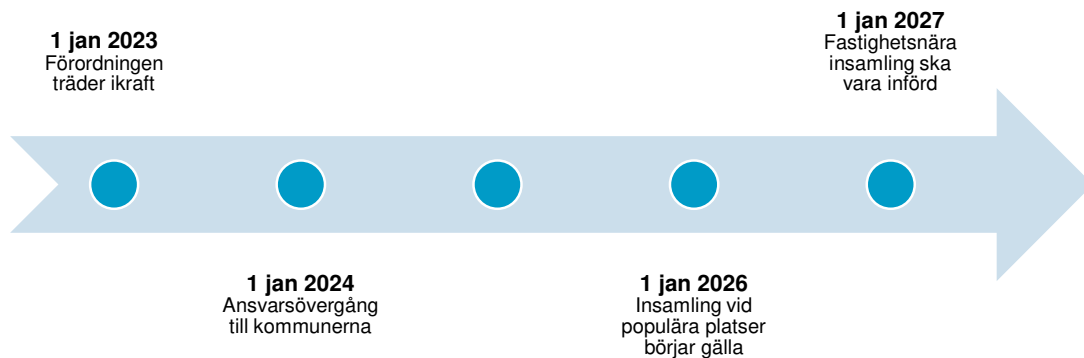 1 jan 2023
Förordningen
träder ikraft
1 jan 2024
Ansvarsövergång
till kommunerna
1 jan 2026
Insamling vid
populära platser
börjar gälla
1 jan 2027
Fastighetsnära
insamling ska
vara införd